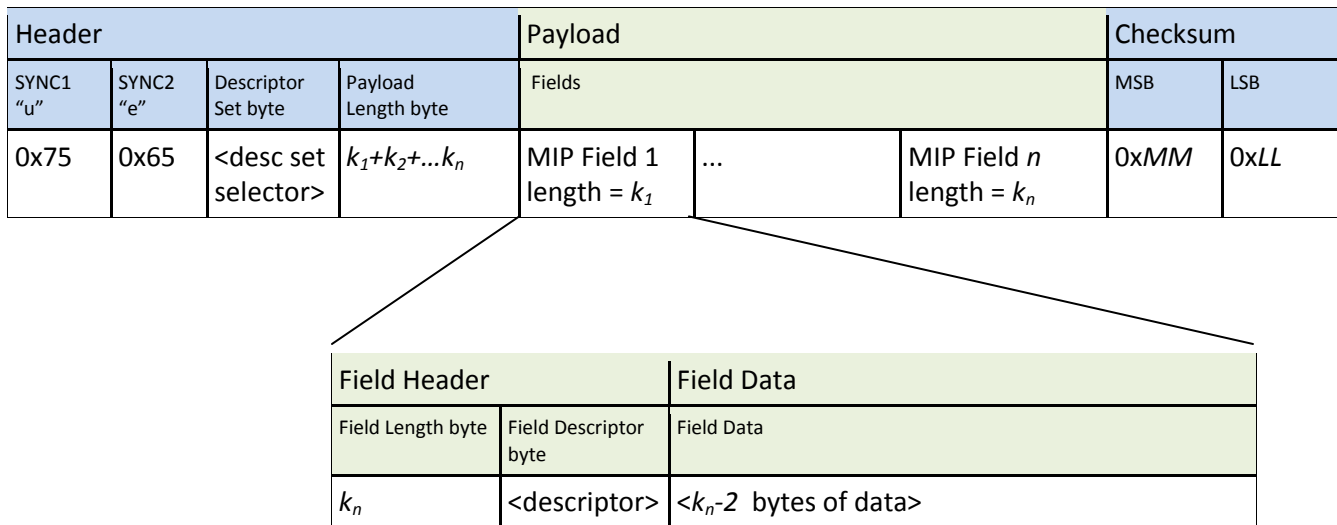 Header Payload Checksum
SYNC1 “u” SYNC2 “e” Descriptor Set byte Payload Length byte Fields MSB LSB
0x75 0x65 <desc set selector> k₁+k₂+...kₙ MIP Field 1 length = k₁ ... MIP Field n length = kₙ 0xMM 0xLL
Field Header Field Data
Field Length byte Field Descriptor byte Field Data
kₙ <descriptor> <kₙ-2 bytes of data>